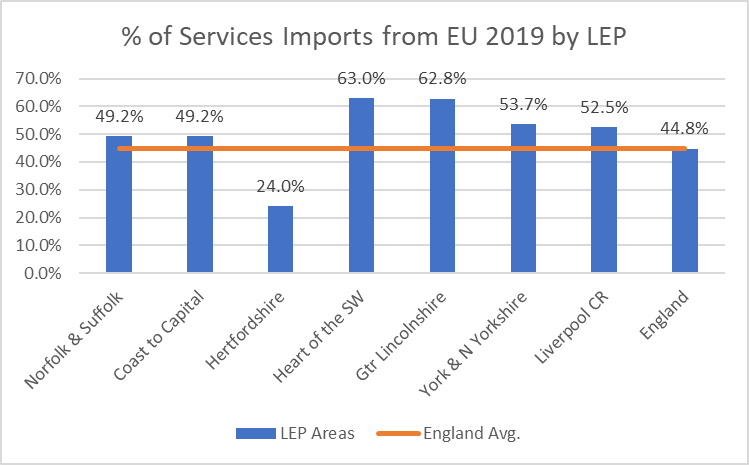 % of Services Imports from EU 2019 by LEP
70.0%
60.0%
50.0%
40.0%
30.0%
20.0%
10.0%
0.0%
49.2%
49.2%
24.0%
63.0%
62.8%
53.7%
52.5%
44.8%
Norfolk & Suffolk
Coast to Capital
Hertfordshire
Heart of the SW
Gtr Lincolnshire
York & N Yorkshire
Liverpool CR
England
LEP Areas
England Avg.